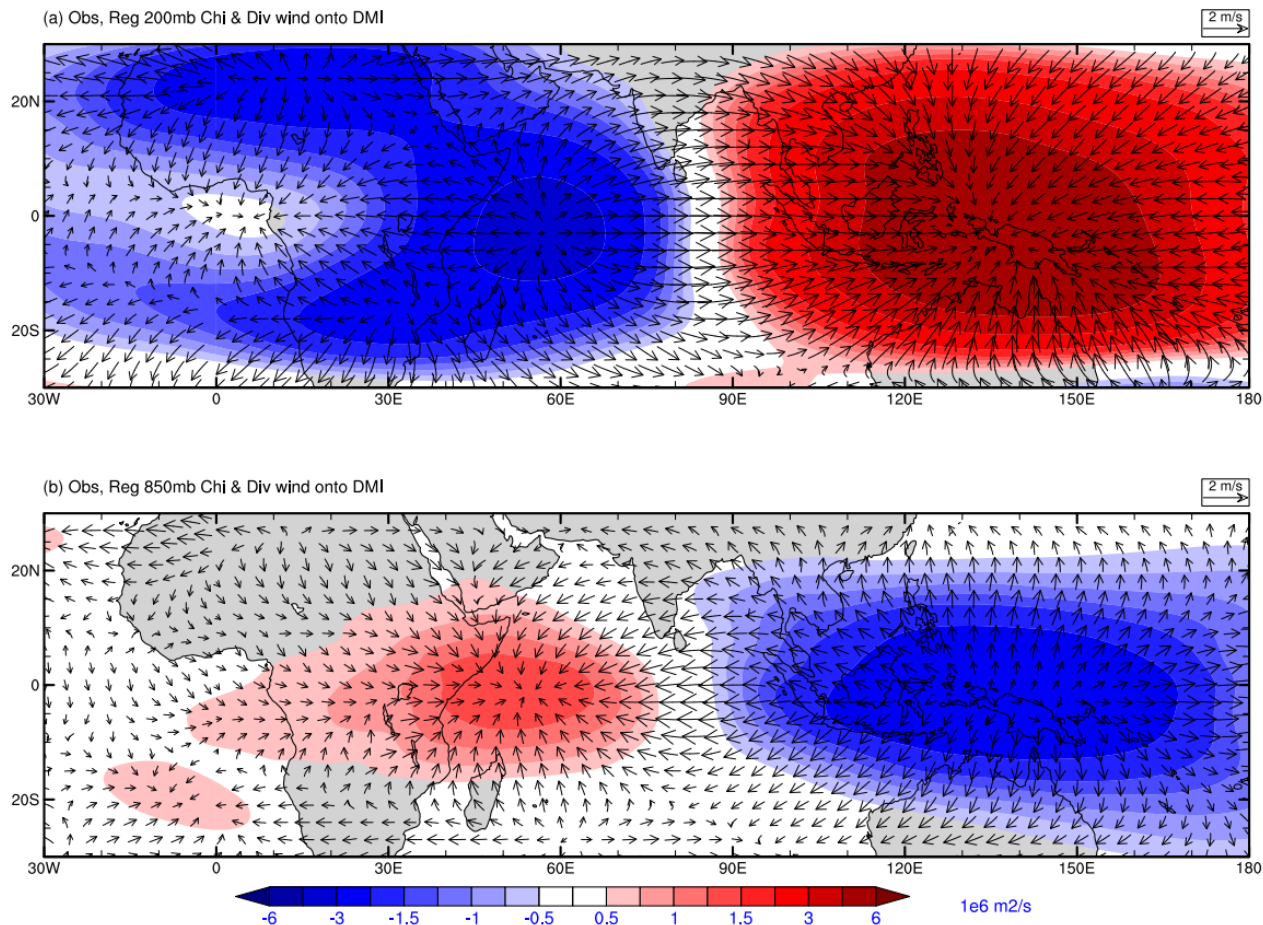 (a) Obs, Reg 200mb Chi & Div wind onto DMI
2 m/s
20N
0
20S
30W 0 30E 60E 90E 120E 150E 180
(b) Obs, Reg 850mb Chi & Div wind onto DMI
2 m/s
20N
0
20S
30W 0 30E 60E 90E 120E 150E 180
-6 -3 -1.5 -1 -0.5 0.5 1 1.5 3 6 1e6 m2/s